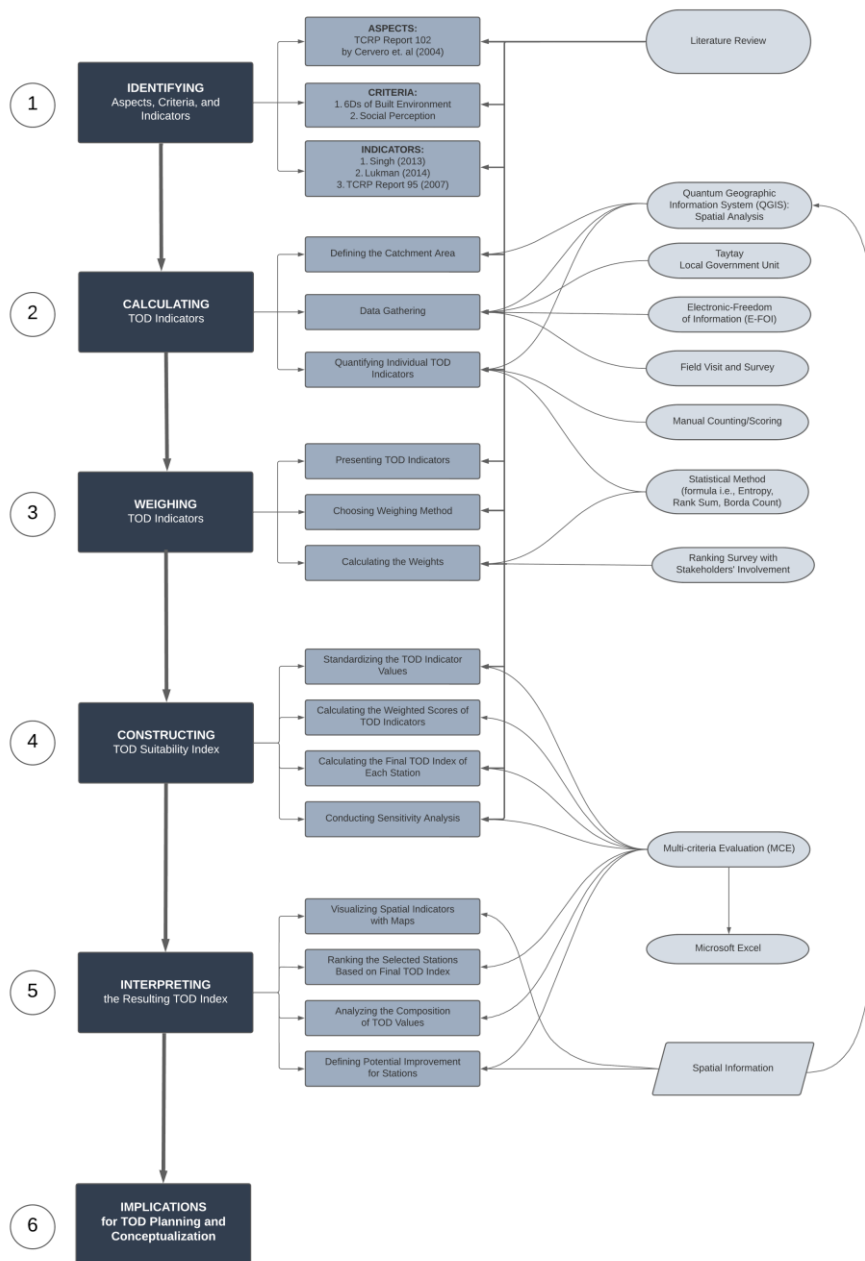 1
IDENTIFYING
Aspects, Criteria, and
Indicators
ASPECTS:
TCRP Report 102
by Cervero et. al (2004)
CRITERIA:
1. 6Ds of Built Environment
2. Social Perception
INDICATORS:
1. Singh (2013)
2. Lukman (2014)
3. TCRP Report 95 (2007)
Literature Review
2
CALCULATING
TOD Indicators
Defining the Catchment Area
Data Gathering
Quantifying Individual TOD
Indicators
Quantum Geographic
Information System (QGIS):
Spatial Analysis
Taytay
Local Government Unit
Electronic-Freedom
of Information (E-FOI)
Field Visit and Survey
Manual Counting/Scoring
3
WEIGHING
TOD Indicators
Presenting TOD Indicators
Choosing Weighing Method
Calculating the Weights
Statistical Method
(formula i.e., Entropy,
Rank Sum, Borda Count)
Ranking Survey with
Stakeholders' Involvement
4
CONSTRUCTING
TOD Suitability Index
Standardizing the TOD Indicator
Values
Calculating the Weighted Scores of
TOD Indicators
Calculating the Final TOD Index of
Each Station
Conducting Sensitivity Analysis
Multi-criteria Evaluation (MCE)
Microsoft Excel
5
INTERPRETING
the Resulting TOD Index
Visualizing Spatial Indicators
with Maps
Ranking the Selected Stations
Based on Final TOD Index
Analyzing the Composition
of TOD Values
Defining Potential Improvement
for Stations
Spatial Information
6
IMPLICATIONS
for TOD Planning and
Conceptualization